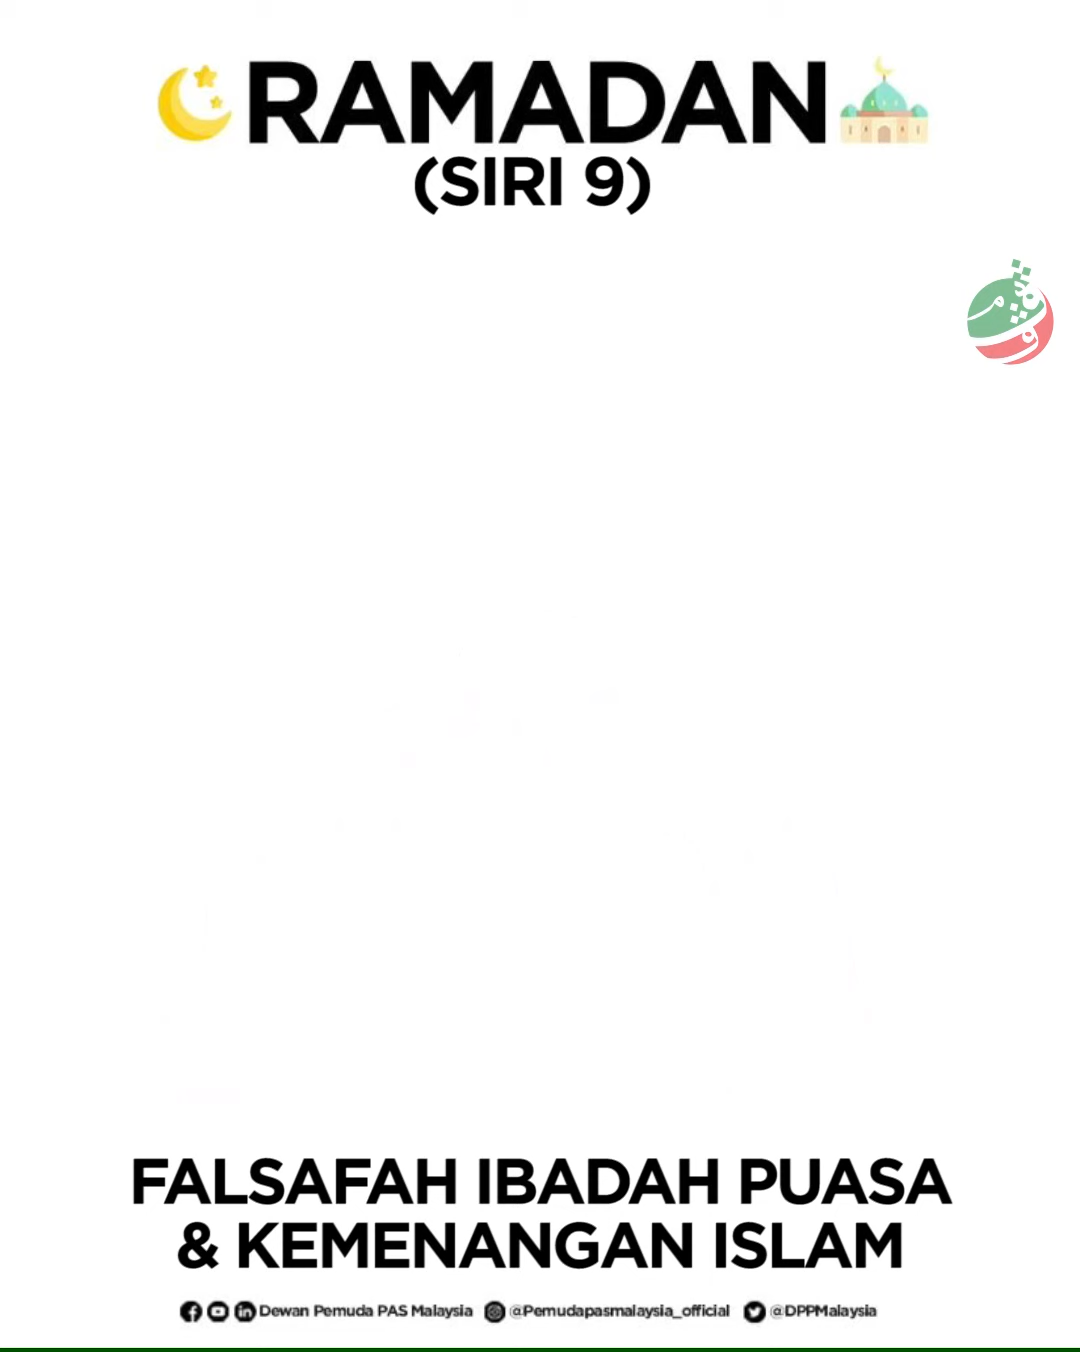 RAMADAN
(SIRI 9)
FALSAFAH IBADAH PUASA
& KEMENANGAN ISLAM
Dewan Pemuda PAS Malaysia @Pemudapasmalaysia_official @DPPMalaysia